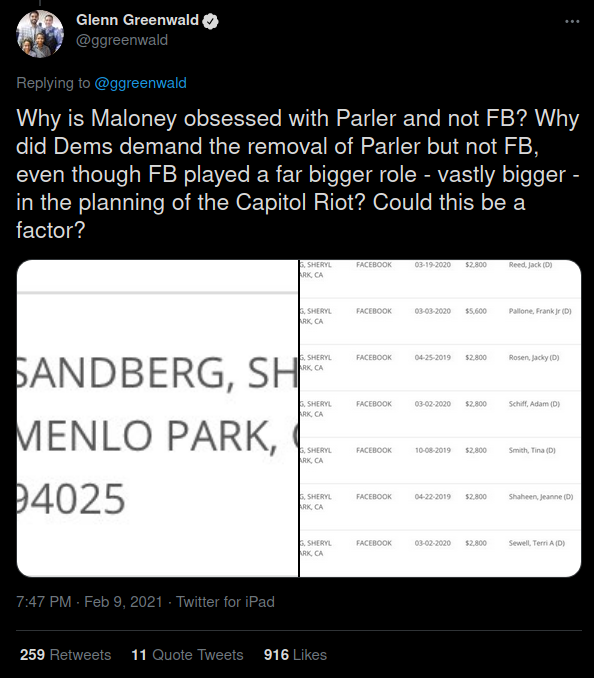 Glenn Greenwald
@ggreenwald
Replying to @ggreenwald
Why is Maloney obsessed with Parler and not FB? Why
did Dems demand the removal of Parler but not FB,
even though FB played a far bigger role - vastly bigger -
in the planning of the Capitol Riot? Could this be a
factor?
SANDBERG, SH
MENLO PARK, (
94025
G, SHERYL FACEBOOK 03-19-2020 $2,800 Reed, Jack (D)
ARK, CA
G, SHERYL FACEBOOK 03-03-2020 $5,600 Pallone, Frank Jr (D)
ARK, CA
G, SHERYL FACEBOOK 04-25-2019 $2,800 Rosen, Jacky (D)
ARK, CA
G, SHERYL FACEBOOK 03-02-2020 $2,800 Schiff, Adam (D)
ARK, CA
G, SHERYL FACEBOOK 10-08-2019 $2,800 Smith, Tina (D)
ARK, CA
G, SHERYL FACEBOOK 04-22-2019 $2,800 Shaheen, Jeanne (D)
ARK, CA
G, SHERYL FACEBOOK 03-02-2020 $2,800 Sewell, Terri A (D)
ARK, CA
7:47 PM · Feb 9, 2021 · Twitter for iPad
259 Retweets 11 Quote Tweets 916 Likes